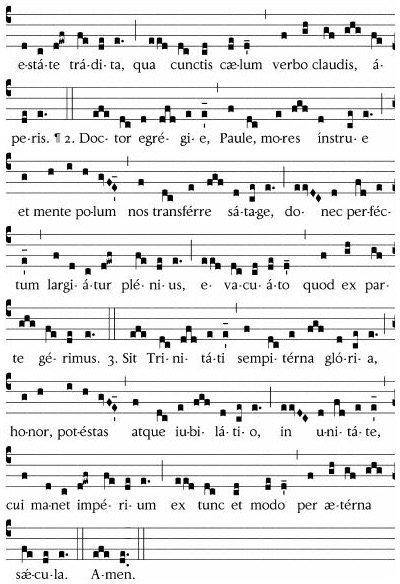 e·stá·te trá·di·ta, qua cunctis cæ·lum verbo claudis, á·
pe·ris. ¶ 2. Doc·tor egré·gi·e, Paule, mo·res ínstru·e
et mente po·lum nos transférre sá·ta·ge, do·nec per·féc·
tum largi·á·tur plé·ni·us, e·va·cu·á·to quod ex par·
te gé·rimus. 3. Sit Tri·ni·tá·ti sempi·térna gló·ri·a,
ho·nor, pot·éstas atque iu·bi·lá·ti·o, in u·ni·tá·te,
cui ma·net impé·ri·um ex tunc et modo per æ·térna
sǽ·cu·la. A·men.